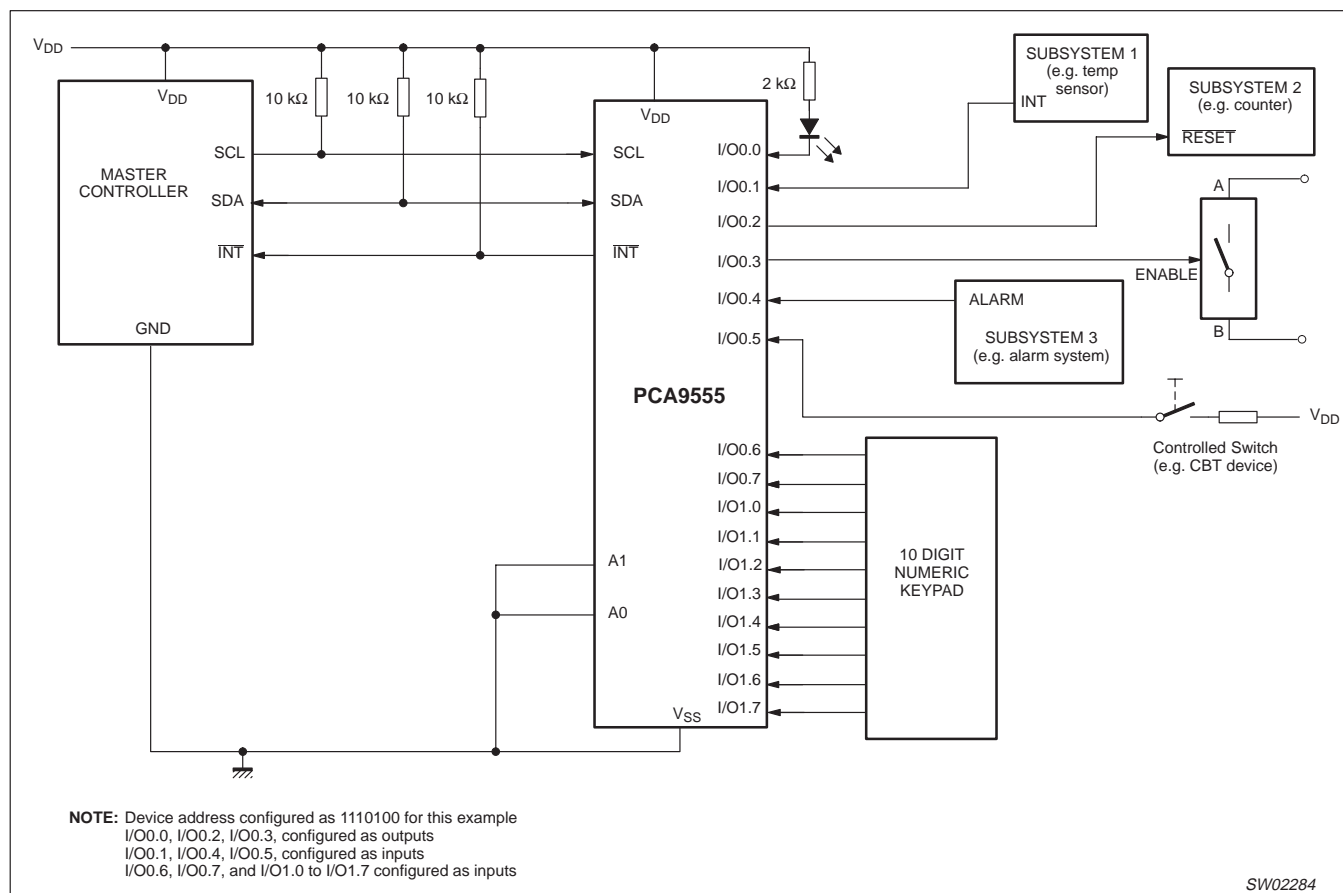 VDD
VDD
10 kΩ
10 kΩ
10 kΩ
MASTER
CONTROLLER
SCL
SDA
INT
GND
VDD
SCL
SDA
INT
PCA9555
A1
A0
VSS
2 kΩ
I/O0.0
I/O0.1
I/O0.2
I/O0.3
I/O0.4
I/O0.5
I/O0.6
I/O0.7
I/O1.0
I/O1.1
I/O1.2
I/O1.3
I/O1.4
I/O1.5
I/O1.6
I/O1.7
SUBSYSTEM 1
(e.g. temp
sensor)
INT
SUBSYSTEM 2
(e.g. counter)
RESET
A
ENABLE
B
ALARM
SUBSYSTEM 3
(e.g. alarm system)
VDD
Controlled Switch
(e.g. CBT device)
10 DIGIT
NUMERIC
KEYPAD
NOTE: Device address configured as 1110100 for this example
I/O0.0, I/O0.2, I/O0.3, configured as outputs
I/O0.1, I/O0.4, I/O0.5, configured as inputs
I/O0.6, I/O0.7, and I/O1.0 to I/O1.7 configured as inputs
SW02284